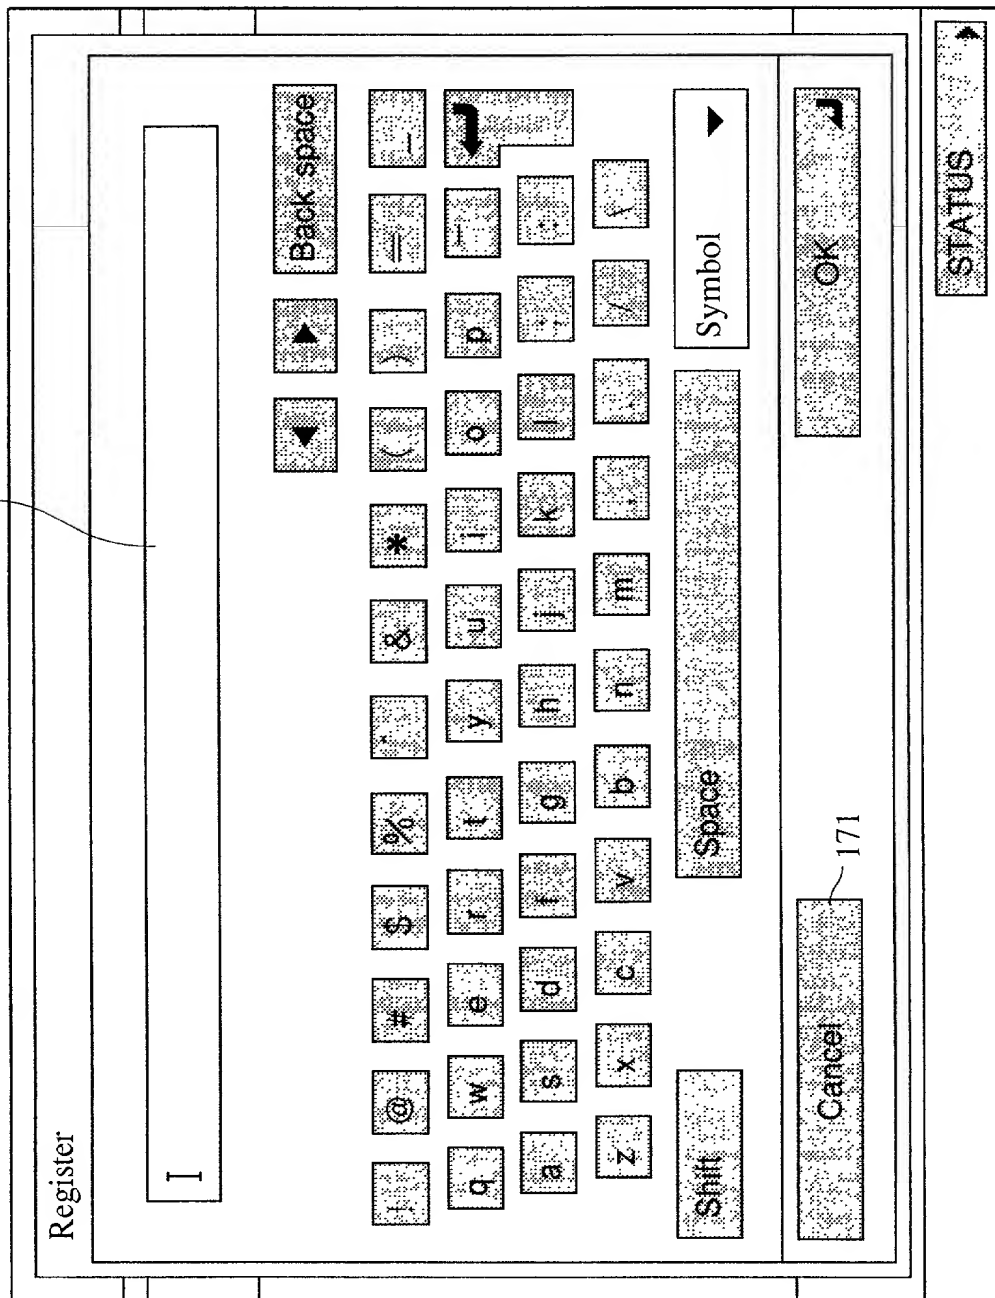 Register
Back space
@ # $ % & * ( ) =
q w e r t y u i o p
a s d f g h j k l ; :
z x c v b n m , . / \
Shift Space Symbol
Cancel 171 OK
STATUS